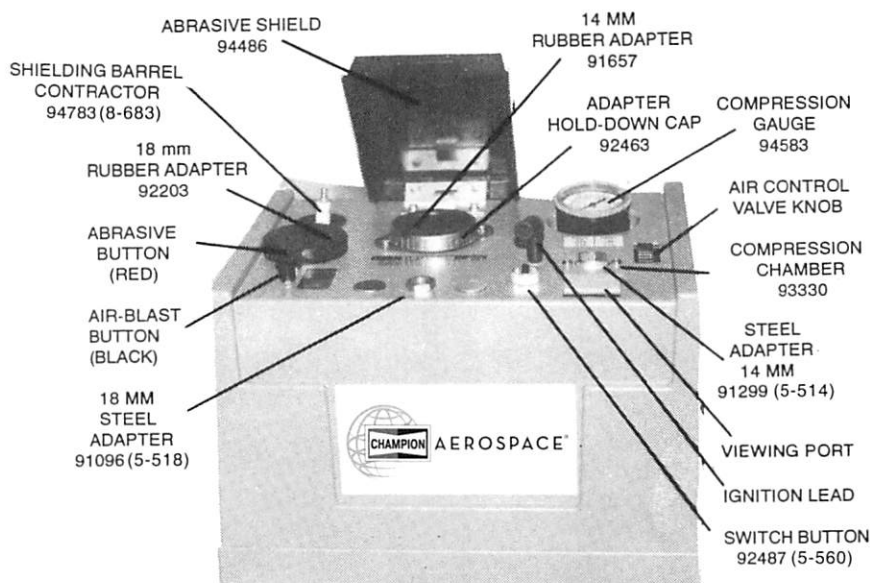 ABRASIVE SHIELD
94486
14 MM
RUBBER ADAPTER
91657
SHIELDING BARREL
CONTRACTOR
94783 (8-683)
ADAPTER
HOLD-DOWN CAP
92463
COMPRESSION
GAUGE
94583
18 mm
RUBBER ADAPTER
92203
AIR CONTROL
VALVE KNOB
ABRASIVE
BUTTON
(RED)
COMPRESSION
CHAMBER
93330
AIR-BLAST
BUTTON
(BLACK)
STEEL
ADAPTER
14 MM
91299 (5-514)
18 MM
STEEL
ADAPTER
91096 (5-518)
CHAMPION AEROSPACE®
VIEWING PORT
IGNITION LEAD
SWITCH BUTTON
92487 (5-560)